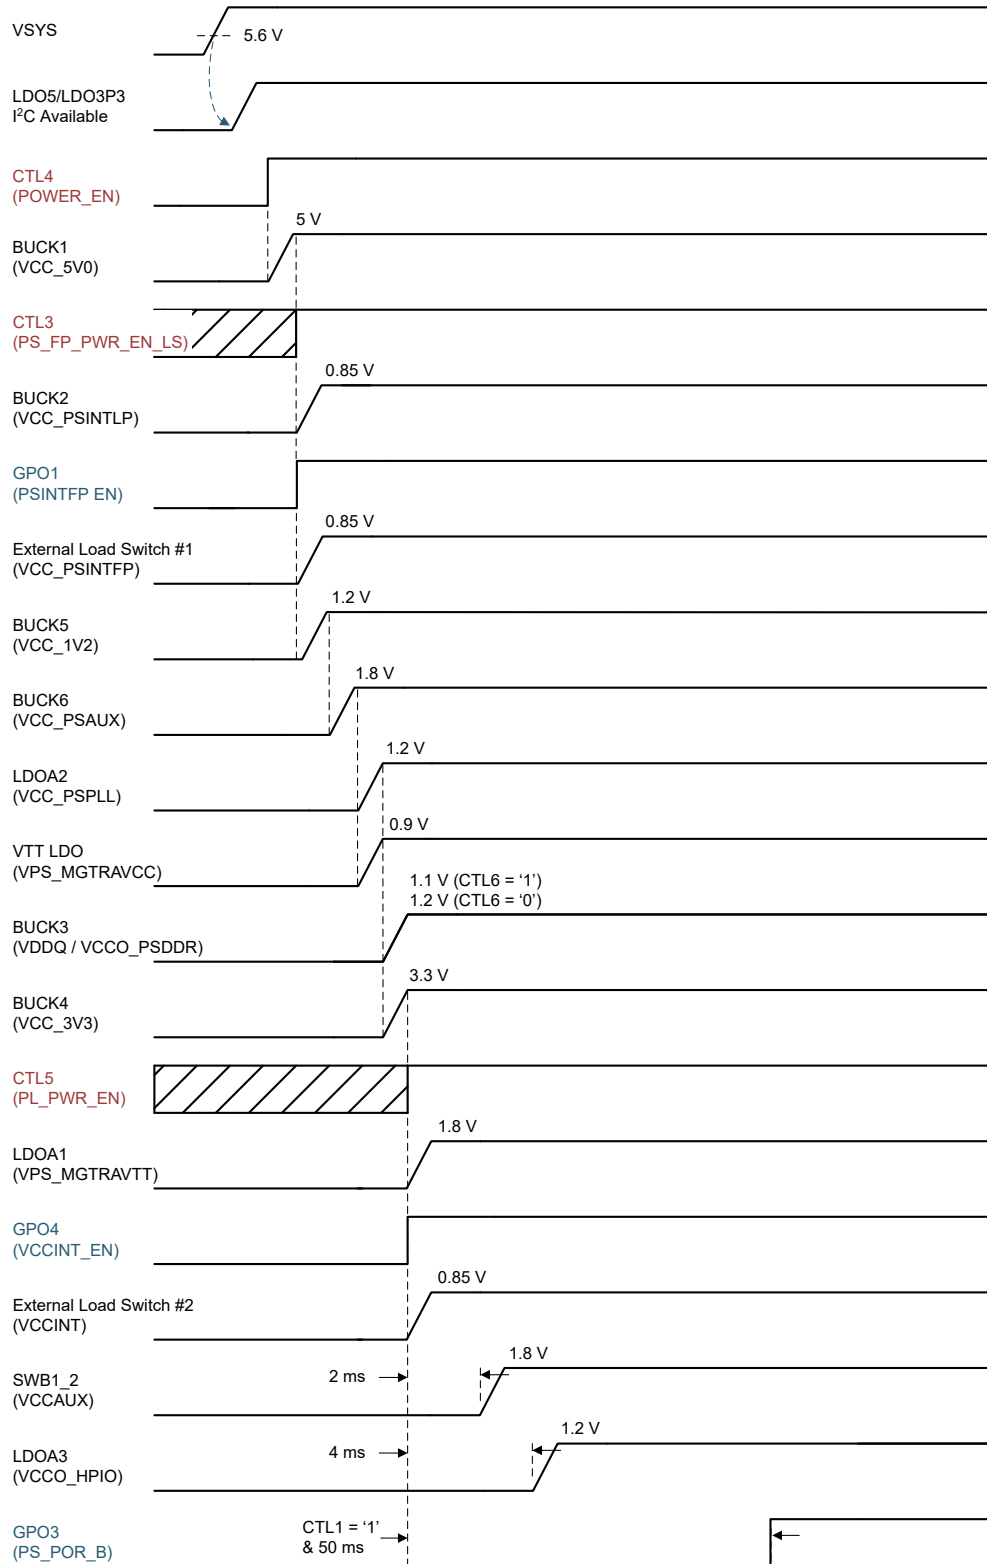 VSYS
5.6 V
LDO5/LDO3P3
I²C Available
CTL4
(POWER_EN)
5 V
BUCK1
(VCC_5V0)
CTL3
(PS_FP_PWR_EN_LS)
0.85 V
BUCK2
(VCC_PSINTLP)
GPO1
(PSINTFP EN)
0.85 V
External Load Switch #1
(VCC_PSINTFP)
1.2 V
BUCK5
(VCC_1V2)
1.8 V
BUCK6
(VCC_PSAUX)
1.2 V
LDOA2
(VCC_PSPLL)
0.9 V
VTT LDO
(VPS_MGTRAVCC)
1.1 V (CTL6 = ‘1’)
1.2 V (CTL6 = ‘0’)
BUCK3
(VDDQ / VCCO_PSDDR)
3.3 V
BUCK4
(VCC_3V3)
CTL5
(PL_PWR_EN)
1.8 V
LDOA1
(VPS_MGTRAVTT)
GPO4
(VCCINT_EN)
0.85 V
External Load Switch #2
(VCCINT)
1.8 V
2 ms
SWB1_2
(VCCAUX)
1.2 V
4 ms
LDOA3
(VCCO_HPIO)
CTL1 = ‘1’
& 50 ms
GPO3
(PS_POR_B)